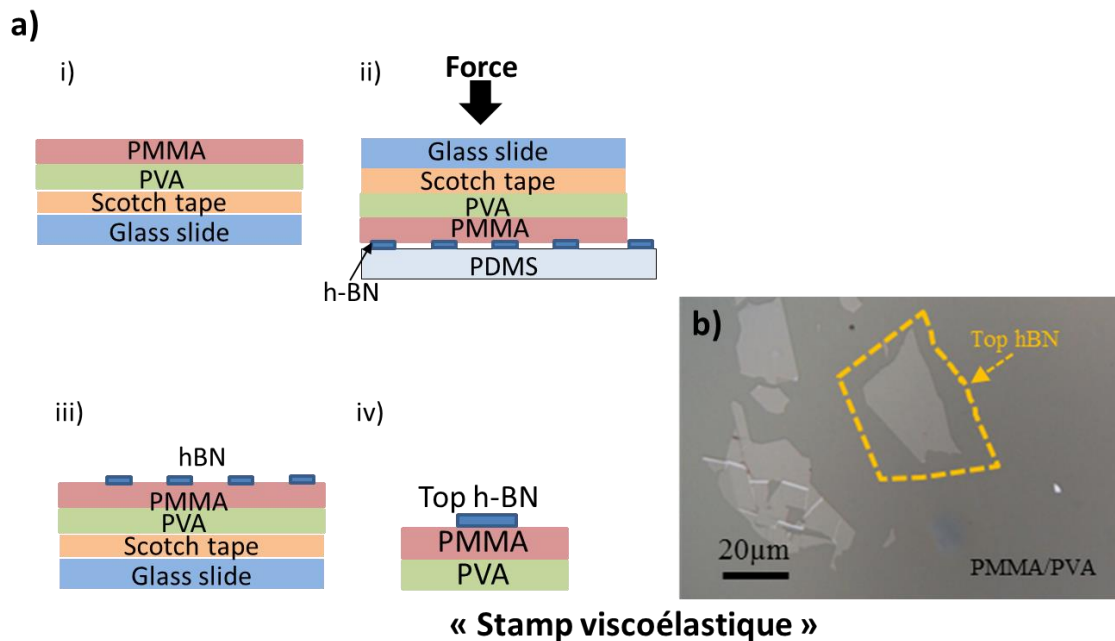 a)
i)
PMMA
PVA
Scotch tape
Glass slide
ii)
Force
Glass slide
Scotch tape
PVA
PMMA
PDMS
h-BN
iii)
hBN
PMMA
PVA
Scotch tape
Glass slide
iv)
Top h-BN
PMMA
PVA
« Stamp viscoélastique »
b)
Top hBN
20µm
PMMA/PVA